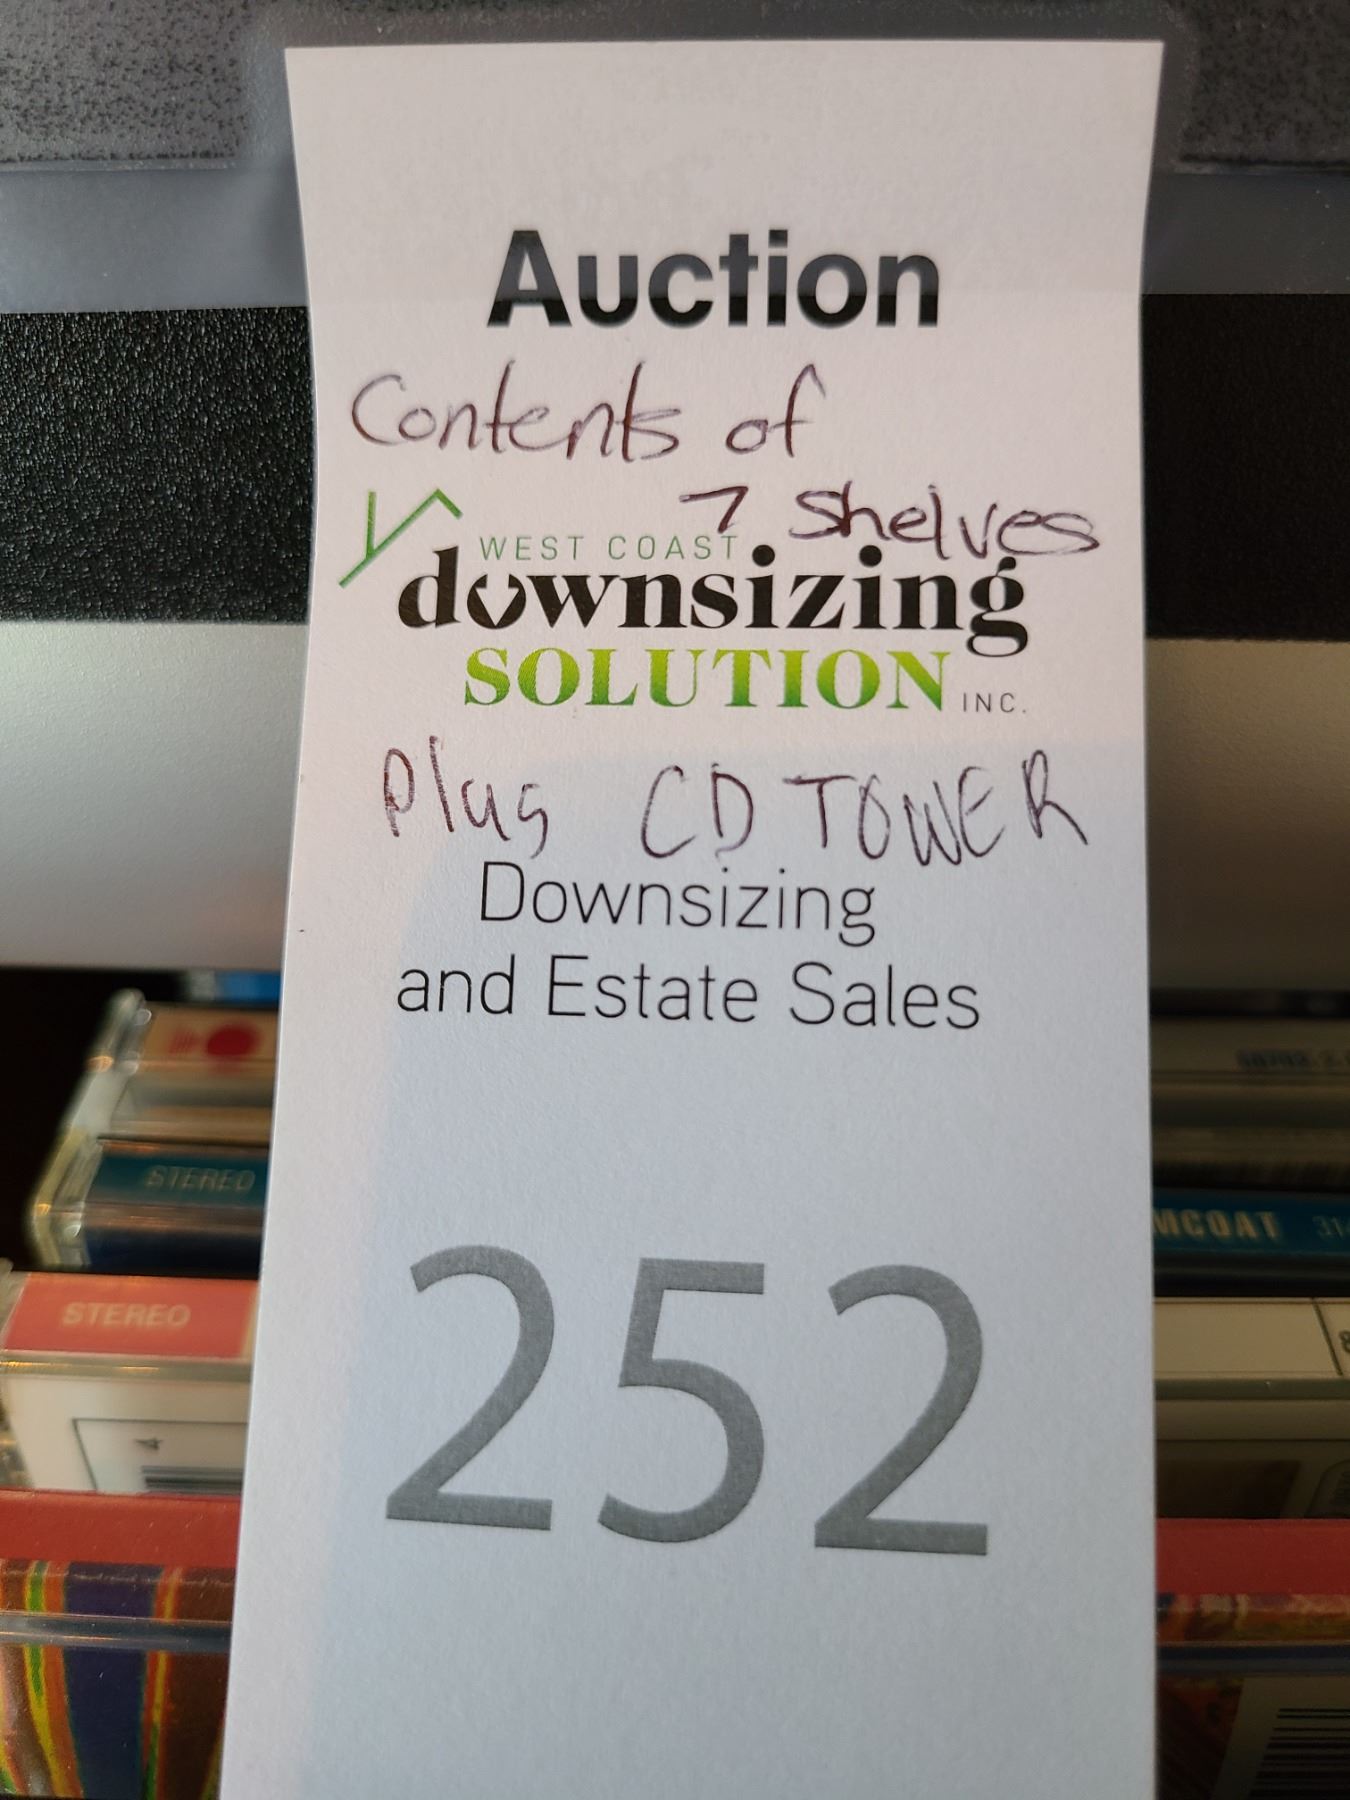 Auction
Contents of
7 shelves
WEST COAST
downsizing
SOLUTION INC.
Plus CD TOWER
Downsizing
and Estate Sales
STEREO
MCOAT
STEREO
4
252